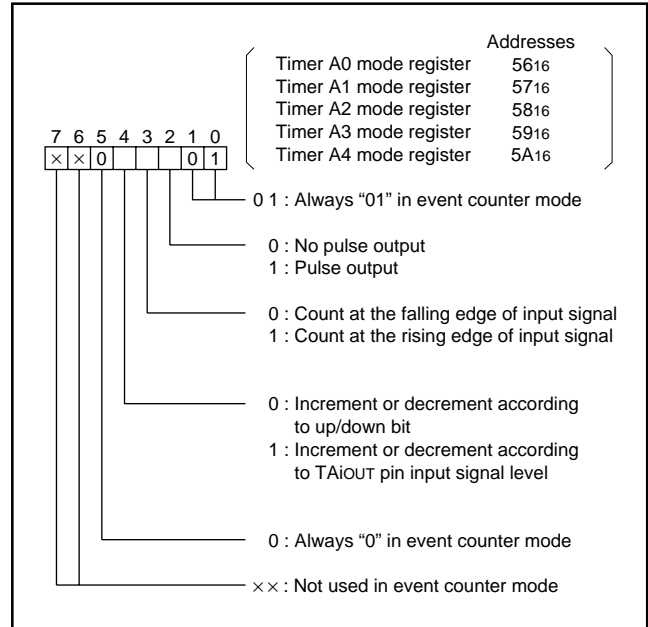 Addresses
Timer A0 mode register 5616
Timer A1 mode register 5716
Timer A2 mode register 5816
Timer A3 mode register 5916
Timer A4 mode register 5A16
7 6 5 4 3 2 1 0
× × 0 0 1
0 1 : Always “01” in event counter mode
0 : No pulse output
1 : Pulse output
0 : Count at the falling edge of input signal
1 : Count at the rising edge of input signal
0 : Increment or decrement according
to up/down bit
1 : Increment or decrement according
to TAiOUT pin input signal level
0 : Always “0” in event counter mode
×× : Not used in event counter mode